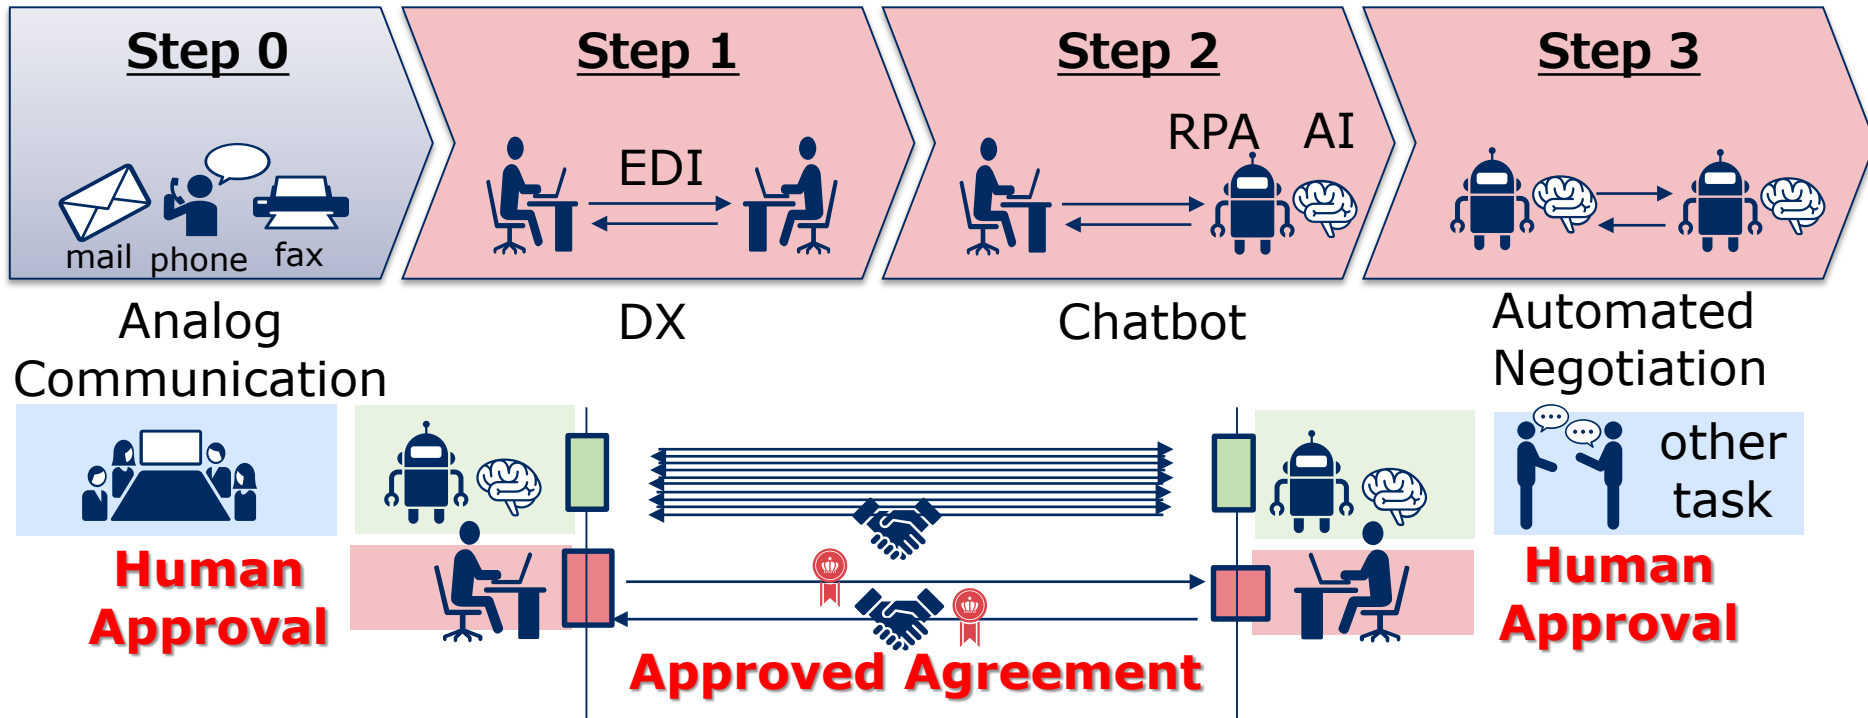 Step 0
Step 1
Step 2
Step 3
mail
phone
fax
EDI
RPA
AI
Analog
Communication
DX
Chatbot
Automated
Negotiation
other
task
Human
Approval
Human
Approval
Approved Agreement